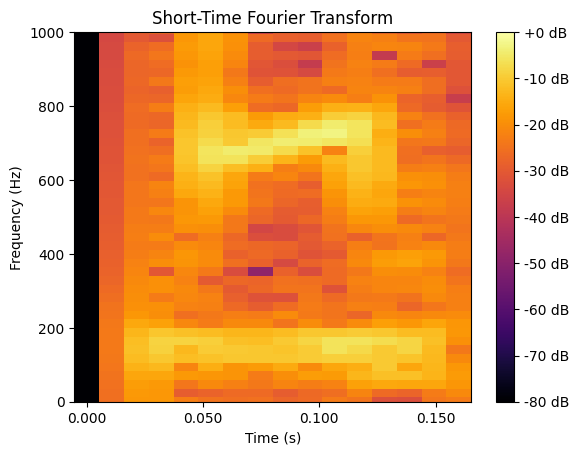 Short-Time Fourier Transform
1000
800
600
400
200
0
Frequency (Hz)
0.000
0.050
0.100
0.150
Time (s)
+0 dB
-10 dB
-20 dB
-30 dB
-40 dB
-50 dB
-60 dB
-70 dB
-80 dB